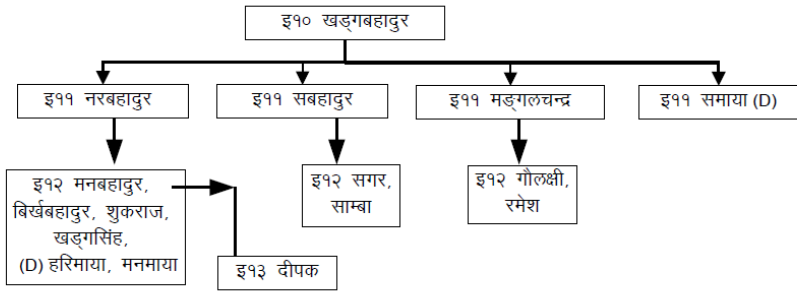 इ१० खड्गबहादुर
इ११ नरबहादुर
इ११ सबहादुर
इ११ मङ्गलचन्द्र
इ११ समाया (D)
इ१२ मनबहादुर,
बिर्खबहादुर, शुकराज,
खड्गसिंह,
(D) हरिमाया, मनमाया
इ१२ सगर,
साम्बा
इ१२ गौलक्षी,
रमेश
इ१३ दीपक